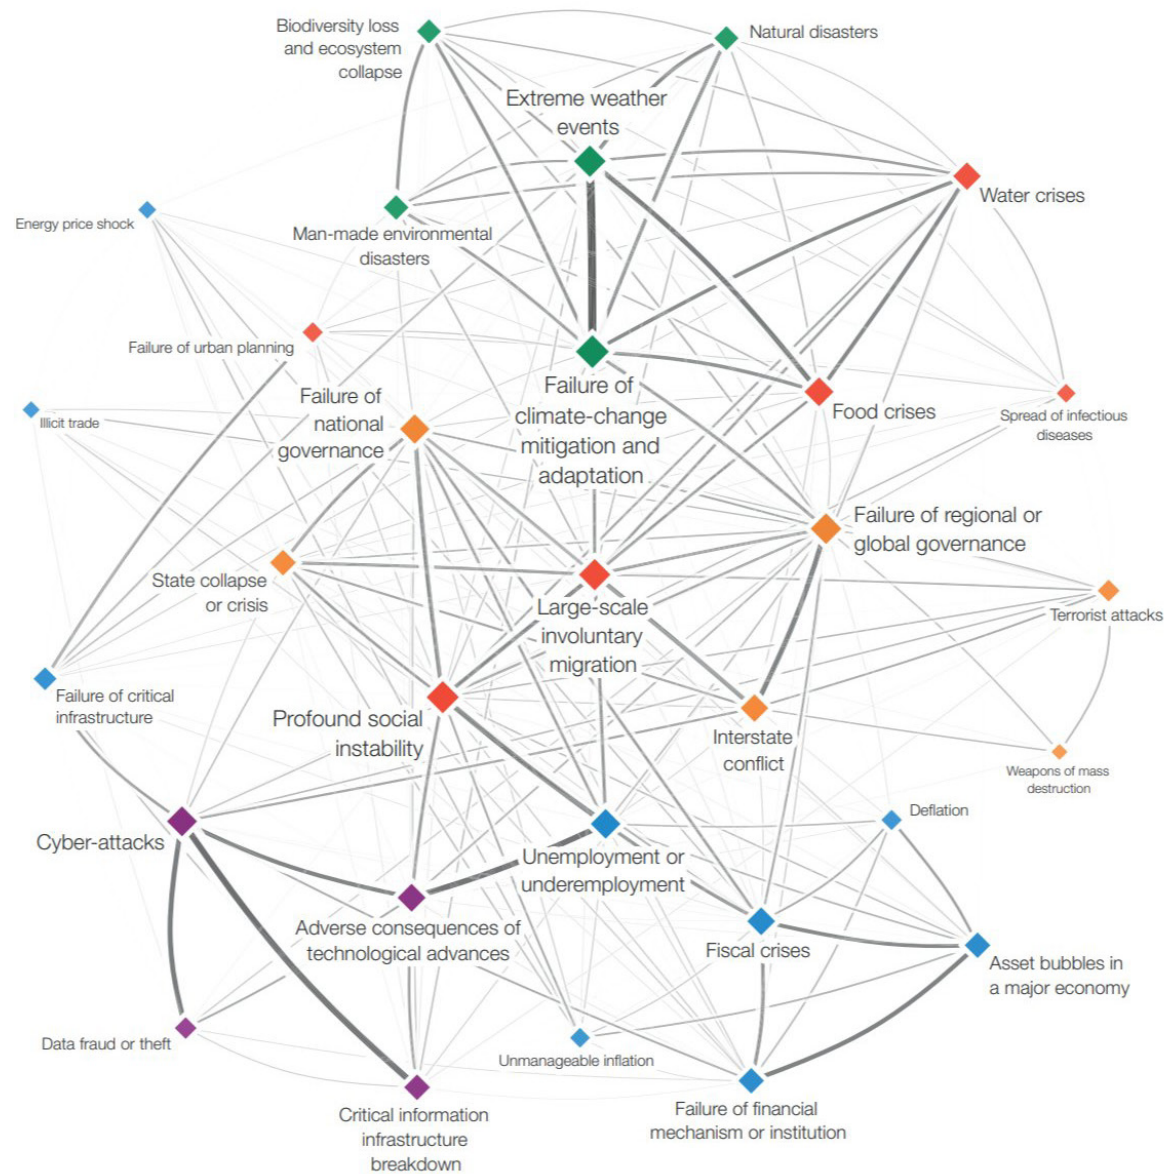 Biodiversity loss
and ecosystem
collapse
Natural disasters
Extreme weather
events
Water crises
Energy price shock
Man-made environmental
disasters
Failure of urban planning
Failure of
climate-change
mitigation and
adaptation
Failure of
national
governance
Food crises
Spread of infectious
diseases
Illicit trade
Failure of regional or
global governance
State collapse
or crisis
Large-scale
involuntary
migration
Terrorist attacks
Failure of critical
infrastructure
Profound social
instability
Interstate
conflict
Weapons of mass
destruction
Deflation
Cyber-attacks
Unemployment or
underemployment
Adverse consequences of
technological advances
Fiscal crises
Asset bubbles in
a major economy
Data fraud or theft
Unmanageable inflation
Critical information
infrastructure
breakdown
Failure of financial
mechanism or institution